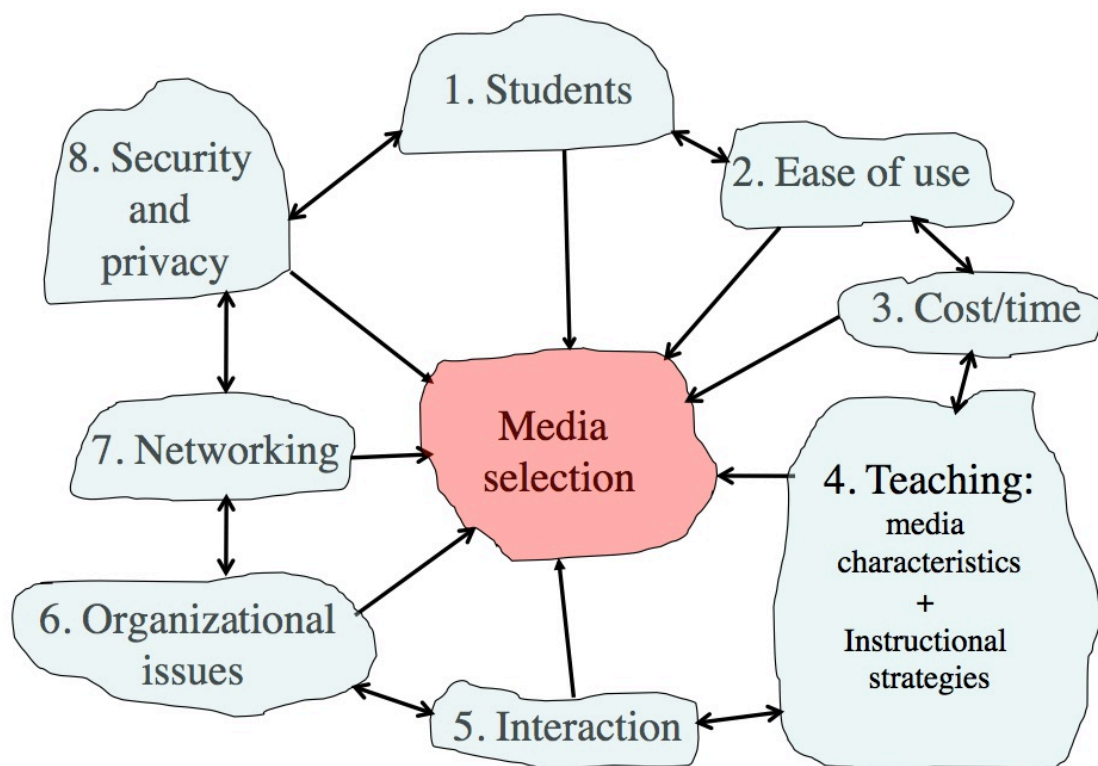 1. Students
2. Ease of use
3. Cost/time
4. Teaching:
media
characteristics
+
Instructional
strategies
5. Interaction
6. Organizational
issues
7. Networking
8. Security
and
privacy
Media
selection